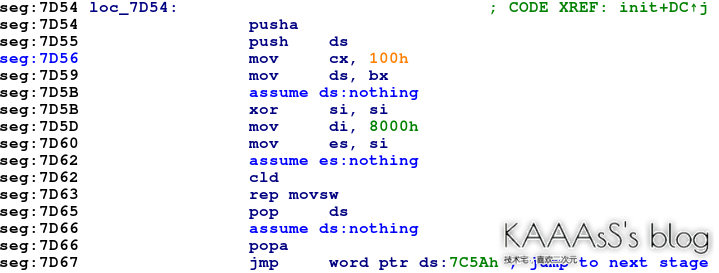 seg:7D54 loc_7D54: ; CODE XREF: init+DC↑j
seg:7D54 pusha
seg:7D55 push ds
seg:7D56 mov cx, 100h
seg:7D59 mov ds, bx
seg:7D5B assume ds:nothing
seg:7D5B xor si, si
seg:7D5D mov di, 8000h
seg:7D60 mov es, si
seg:7D62 assume es:nothing
seg:7D62 cld
seg:7D63 rep movsw
seg:7D65 pop ds
seg:7D66 assume ds:nothing
seg:7D66 popa
seg:7D67 jmp word ptr ds:7C5Ah ; jump to next stage
KAAAsS's blog
技术宅,喜欢二次元